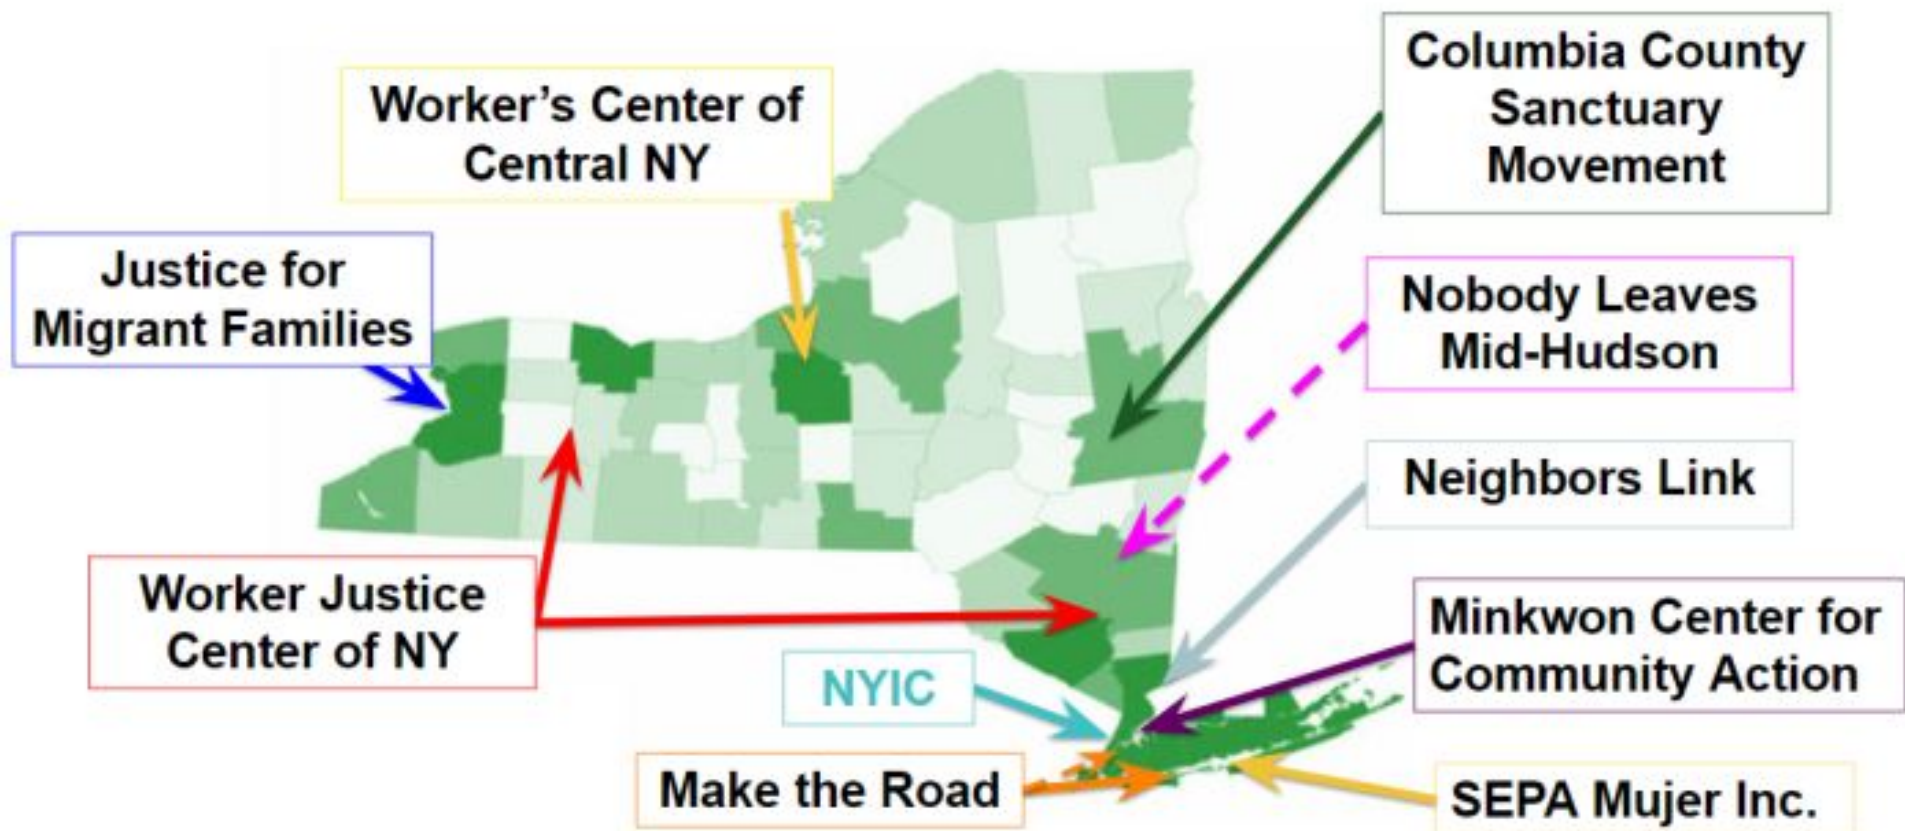 Columbia County
Sanctuary
Movement
Worker's Center of
Central NY
Justice for
Migrant Families
Nobody Leaves
Mid-Hudson
Neighbors Link
Worker Justice
Center of NY
Minkwon Center for
Community Action
NYIC
Make the Road
SEPA Mujer Inc.